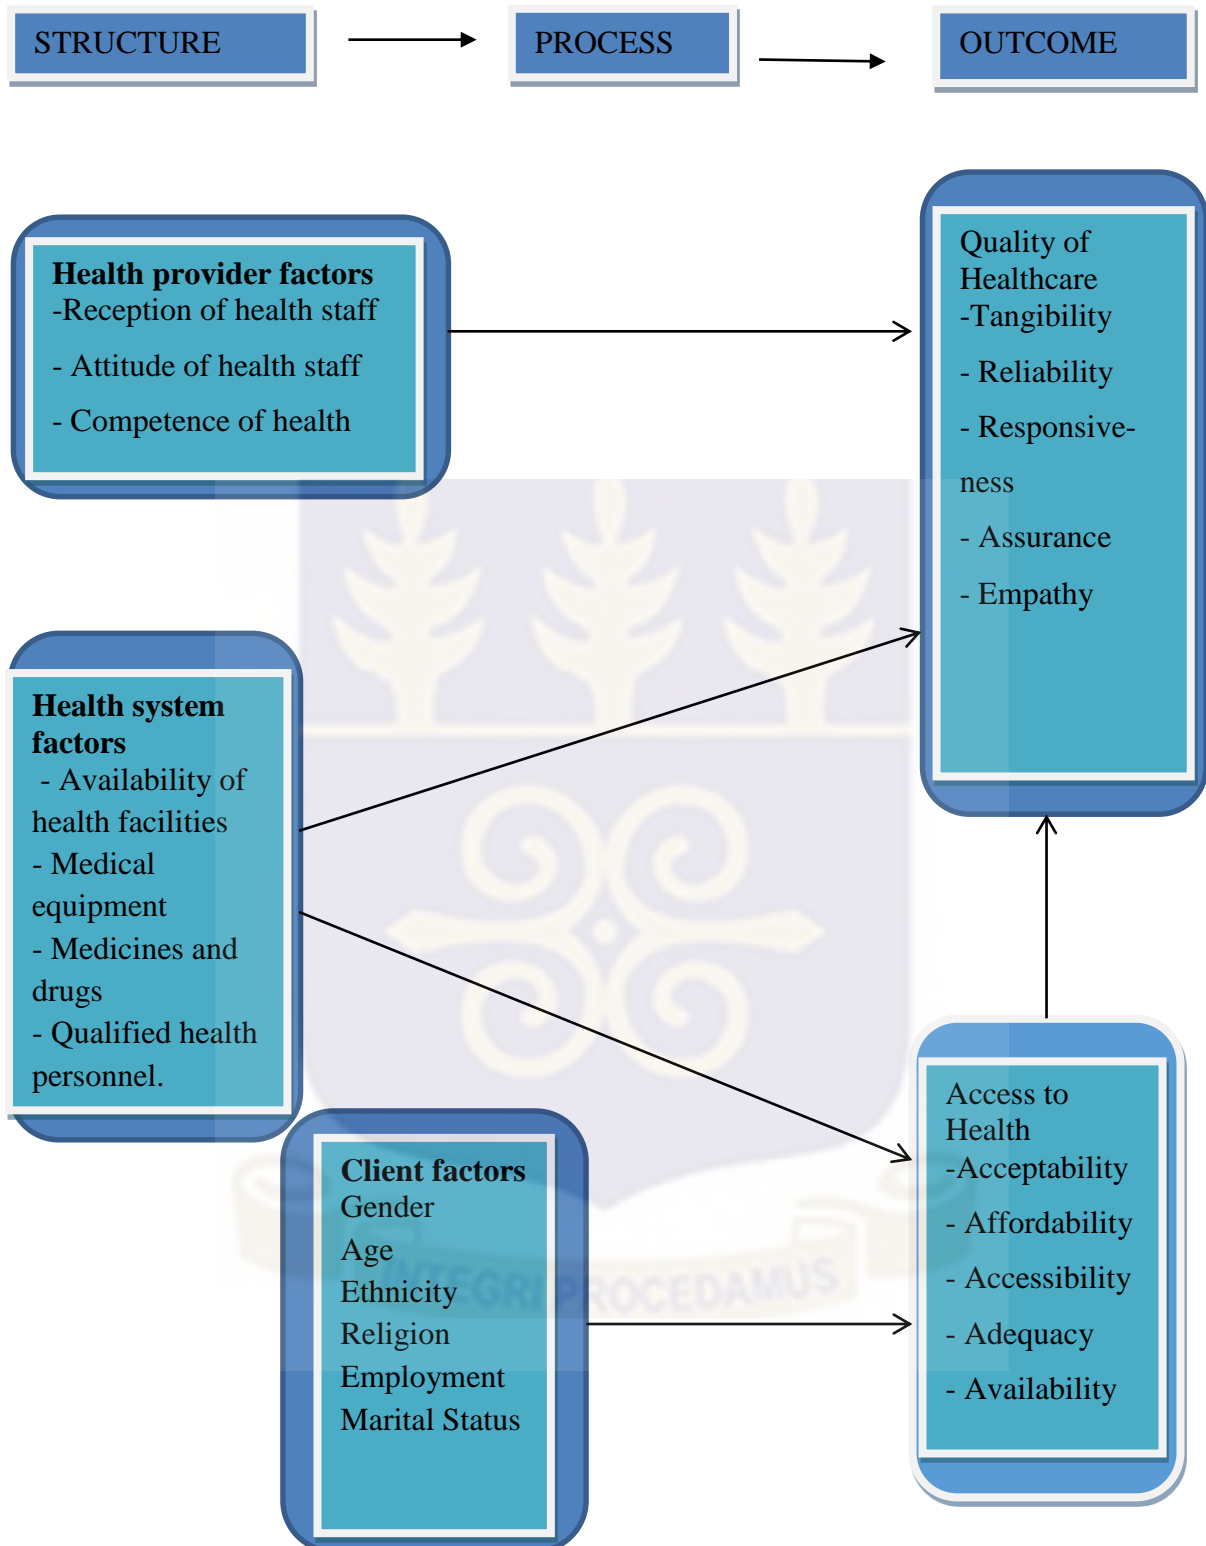 STRUCTURE
PROCESS
OUTCOME
Health provider factors
-Reception of health staff
- Attitude of health staff
- Competence of health
Quality of
Healthcare
-Tangibility
- Reliability
- Responsive-
ness
- Assurance
- Empathy
Health system
factors
- Availability of
health facilities
- Medical
equipment
- Medicines and
drugs
- Qualified health
personnel.
Client factors
Gender
Age
Ethnicity
Religion
Employment
Marital Status
Access to
Health
-Acceptability
- Affordability
- Accessibility
- Adequacy
- Availability
INTEGRI PROCEDAMUS